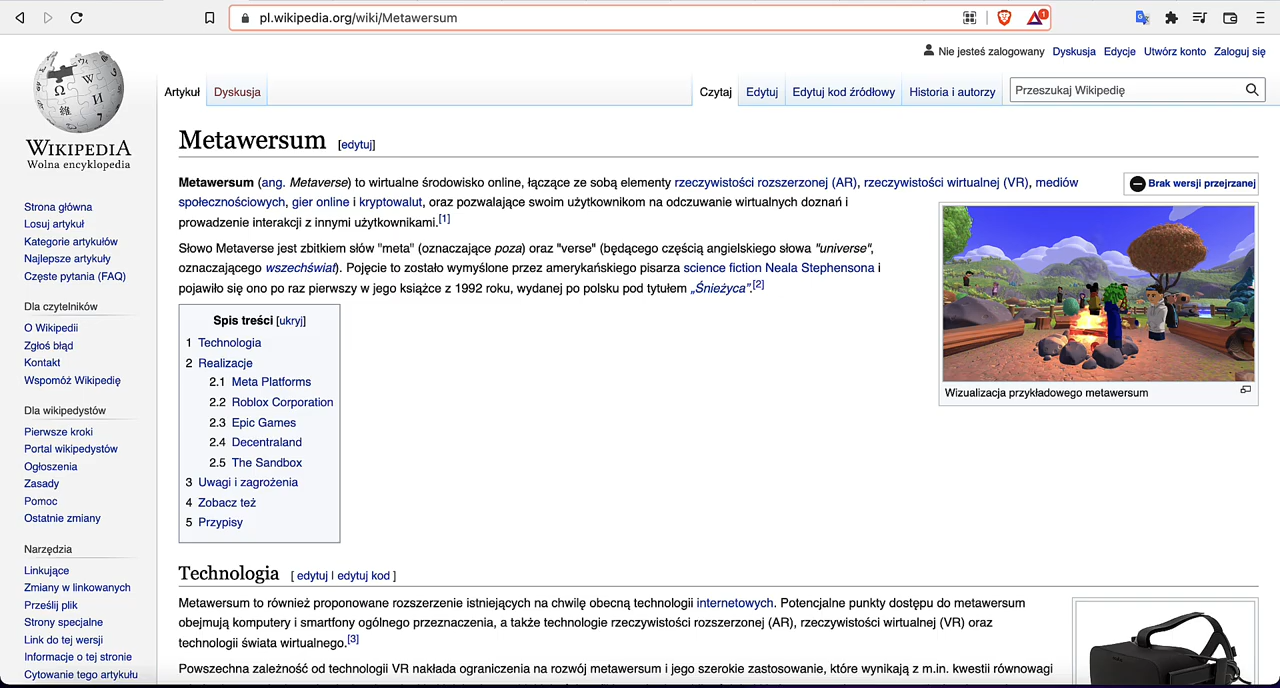 pl.wikipedia.org/wiki/Metawersum
1
Nie jesteś zalogowany Dyskusja Edycje Utwórz konto Zaloguj się
WIKIPEDIA
Wolna encyklopedia
Artykuł Dyskusja Czytaj Edytuj Edytuj kod źródłowy Historia i autorzy Przeszukaj Wikipedię
Strona główna
Losuj artykuł
Kategorie artykułów
Najlepsze artykuły
Częste pytania (FAQ)
Dla czytelników
O Wikipedii
Zgłoś błąd
Kontakt
Wspomóż Wikipedię
Dla wikipedystów
Pierwsze kroki
Portal wikipedystów
Ogłoszenia
Zasady
Pomoc
Ostatnie zmiany
Narzędzia
Linkujące
Zmiany w linkowanych
Prześlij plik
Strony specjalne
Link do tej wersji
Informacje o tej stronie
Cytowanie tego artykułu
Metawersum [edytuj]
Brak wersji przejrzanej
Metawersum (ang. Metaverse) to wirtualne środowisko online, łączące ze sobą elementy rzeczywistości rozszerzonej (AR), rzeczywistości wirtualnej (VR), mediów
społecznościowych, gier online i kryptowalut, oraz pozwalające swoim użytkownikom na odczuwanie wirtualnych doznań i
prowadzenie interakcji z innymi użytkownikami.[1]
Słowo Metaverse jest zbitkiem słów "meta" (oznaczające poza) oraz "verse" (będącego częścią angielskiego słowa "universe",
oznaczającego wszechświat). Pojęcie to zostało wymyślone przez amerykańskiego pisarza science fiction Neala Stephensona i
pojawiło się ono po raz pierwszy w jego książce z 1992 roku, wydanej po polsku pod tytułem „Śnieżyca”.[2]
Wizualizacja przykładowego metawersum
Spis treści [ukryj]
1 Technologia
2 Realizacje
2.1 Meta Platforms
2.2 Roblox Corporation
2.3 Epic Games
2.4 Decentraland
2.5 The Sandbox
3 Uwagi i zagrożenia
4 Zobacz też
5 Przypisy
Technologia [ edytuj | edytuj kod ]
Metawersum to również proponowane rozszerzenie istniejących na chwilę obecną technologii internetowych. Potencjalne punkty dostępu do metawersum
obejmują komputery i smartfony ogólnego przeznaczenia, a także technologie rzeczywistości rozszerzonej (AR), rzeczywistości wirtualnej (VR) oraz
technologii świata wirtualnego.[3]
Powszechna zależność od technologii VR nakłada ograniczenia na rozwój metawersum i jego szerokie zastosowanie, które wynikają z m.in. kwestii równowagi